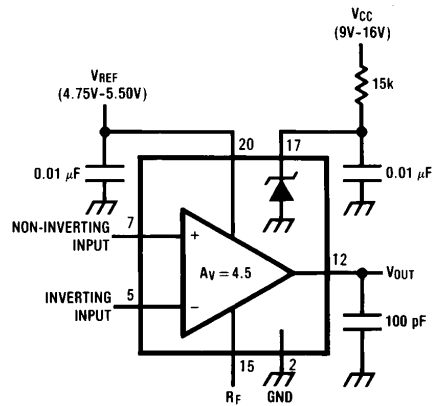 VCC
(9V–16V)
VREF
(4.75V–5.50V)
15k
20
17
0.01 μF
0.01 μF
7
NON-INVERTING
INPUT
+
12
AV = 4.5
VOUT
5
INVERTING
INPUT
−
100 pF
15
2
RF
GND